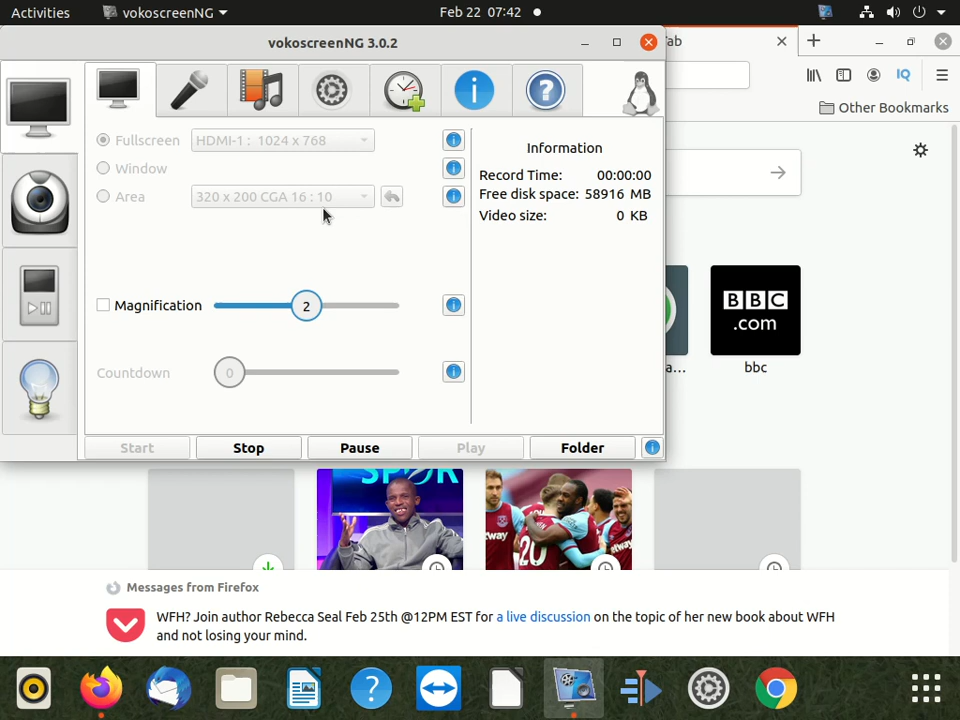 Activities
vokoscreenNG
Feb 22 07:42
vokoscreenNG 3.0.2
ab
Other Bookmarks
Fullscreen
HDMI-1 : 1024 x 768
Window
Area
320 x 200 CGA 16 : 10
Information
Record Time: 00:00:00
Free disk space: 58916 MB
Video size: 0 KB
Magnification
2
Countdown
0
Start
Stop
Pause
Play
Folder
BBC
.com
a...
bbc
20
Messages from Firefox
WFH? Join author Rebecca Seal Feb 25th @12PM EST for a live discussion on the topic of her new book about WFH
and not losing your mind.